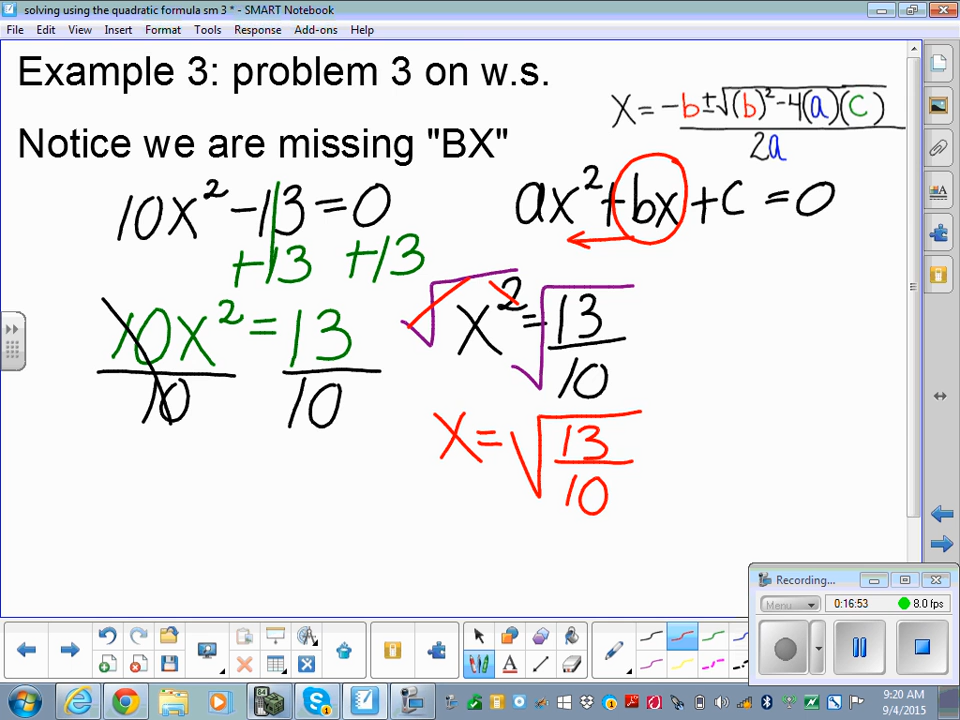 solving using the quadratic formula sm 3 * - SMART Notebook
File Edit View Insert Format Tools Response Add-ons Help
Example 3: problem 3 on w.s.
x = -b ± √(b)² - 4(a)(c)
2a
Notice we are missing "BX"
10x² - 13 = 0
ax² + bx + c = 0
+13 +13
10x² = 13
10 10
√x² = √13
10
x = √13
10
Recording...
Menu
0:16:53
8.0 fps
A
84
9:20 AM
9/4/2015